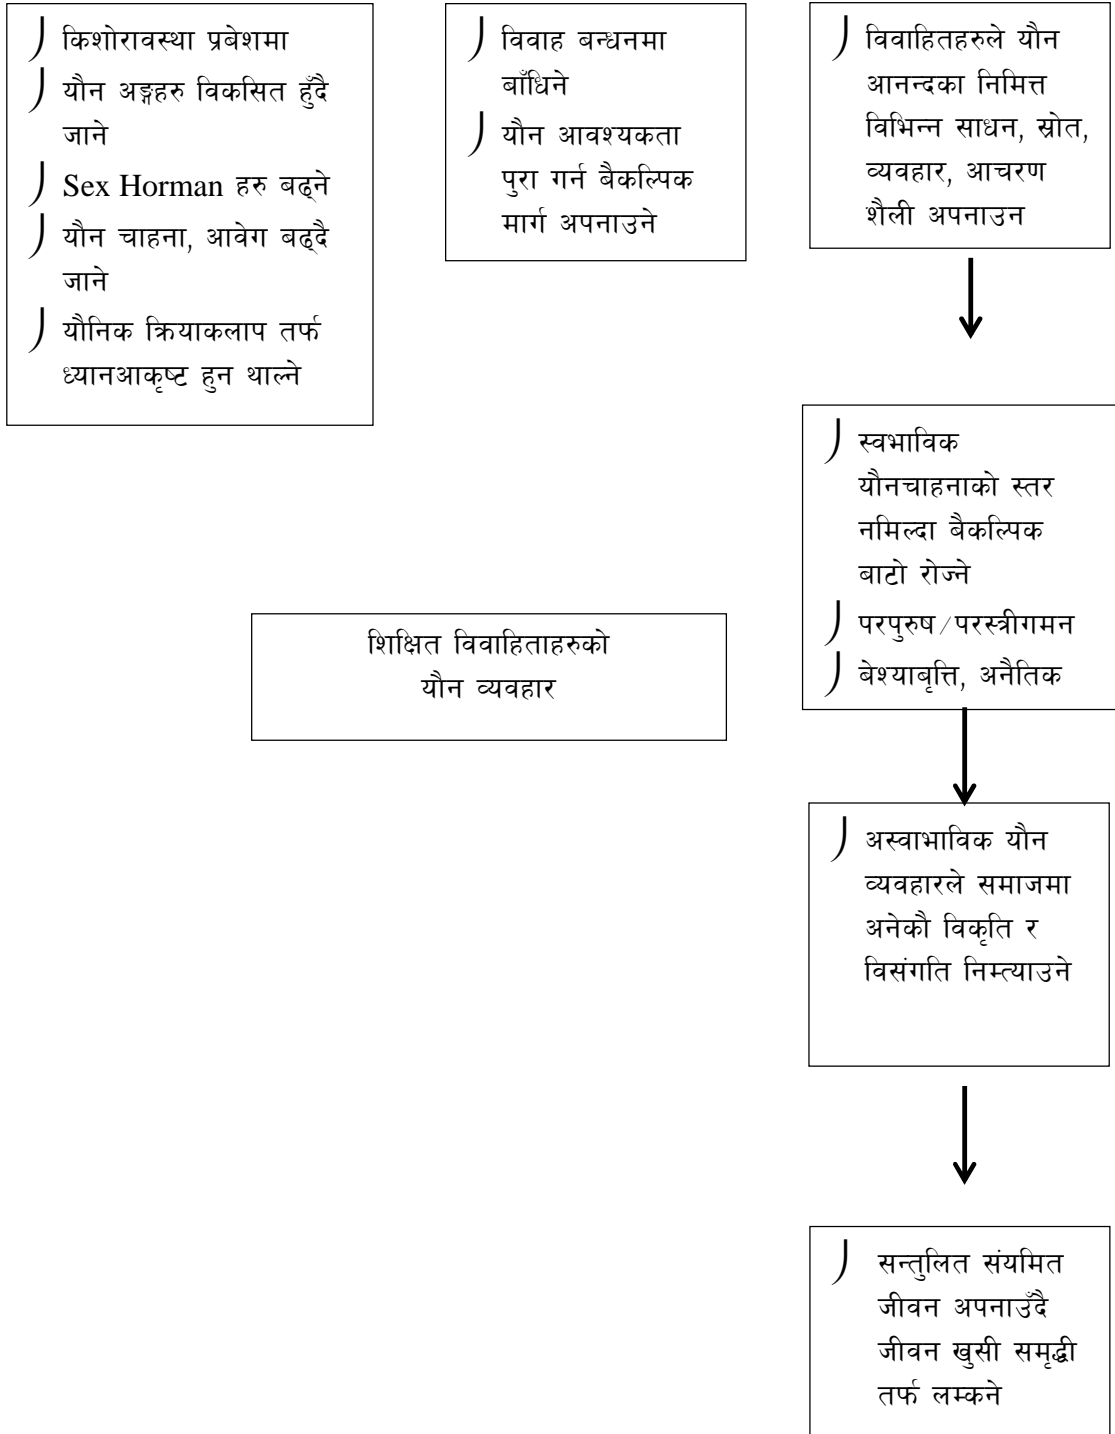 किशोरावस्था प्रबेशमा
यौन अङ्गहरु विकसित हुँदै
जाने
Sex Horman हरु बढ्ने
यौन चाहना, आवेग बढ्दै
जाने
यौनिक क्रियाकलाप तर्फ
ध्यानआकृष्ट हुन थाल्ने
विवाह बन्धनमा
बाँधिने
यौन आवश्यकता
पुरा गर्न बैकल्पिक
मार्ग अपनाउने
विवाहितहरुले यौन
आनन्दका निमित्त
विभिन्न साधन, स्रोत,
व्यवहार, आचरण
शैली अपनाउन
स्वभाविक
यौनचाहनाको स्तर
नमिल्दा बैकल्पिक
बाटो रोज्ने
परपुरुष/परस्त्रीगमन
बेश्याबृत्ति, अनैतिक
शिक्षित विवाहिताहरुको
यौन व्यवहार
अस्वाभाविक यौन
व्यवहारले समाजमा
अनेकौ विकृति र
विसंगति निम्त्याउने
सन्तुलित संयमित
जीवन अपनाउँदै
जीवन खुसी समृद्धी
तर्फ लम्कने